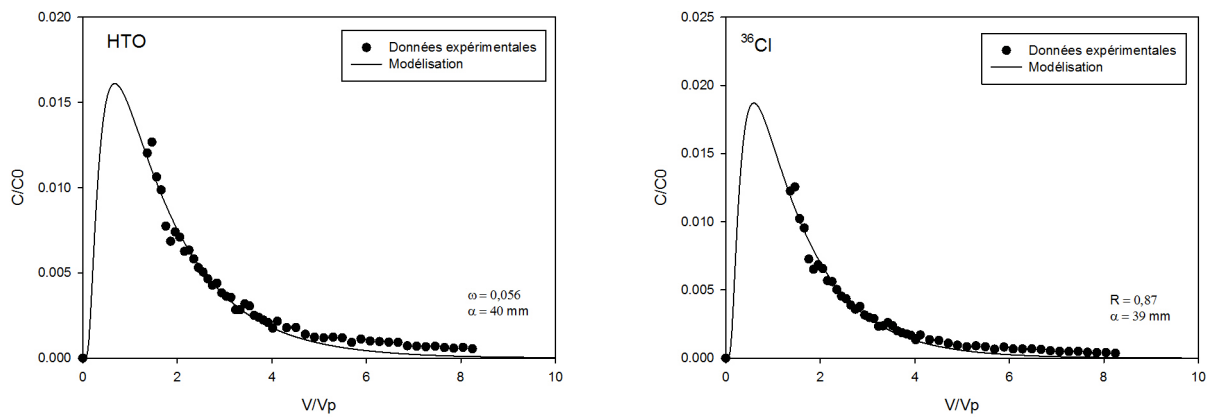 HTO
Données expérimentales
Modélisation
C/C0
0.020
0.015
0.010
0.005
0.000
ω = 0,056
α = 40 mm
0 2 4 6 8 10
V/Vp
36Cl
Données expérimentales
Modélisation
C/C0
0.025
0.020
0.015
0.010
0.005
0.000
R = 0,87
α = 39 mm
0 2 4 6 8 10
V/Vp